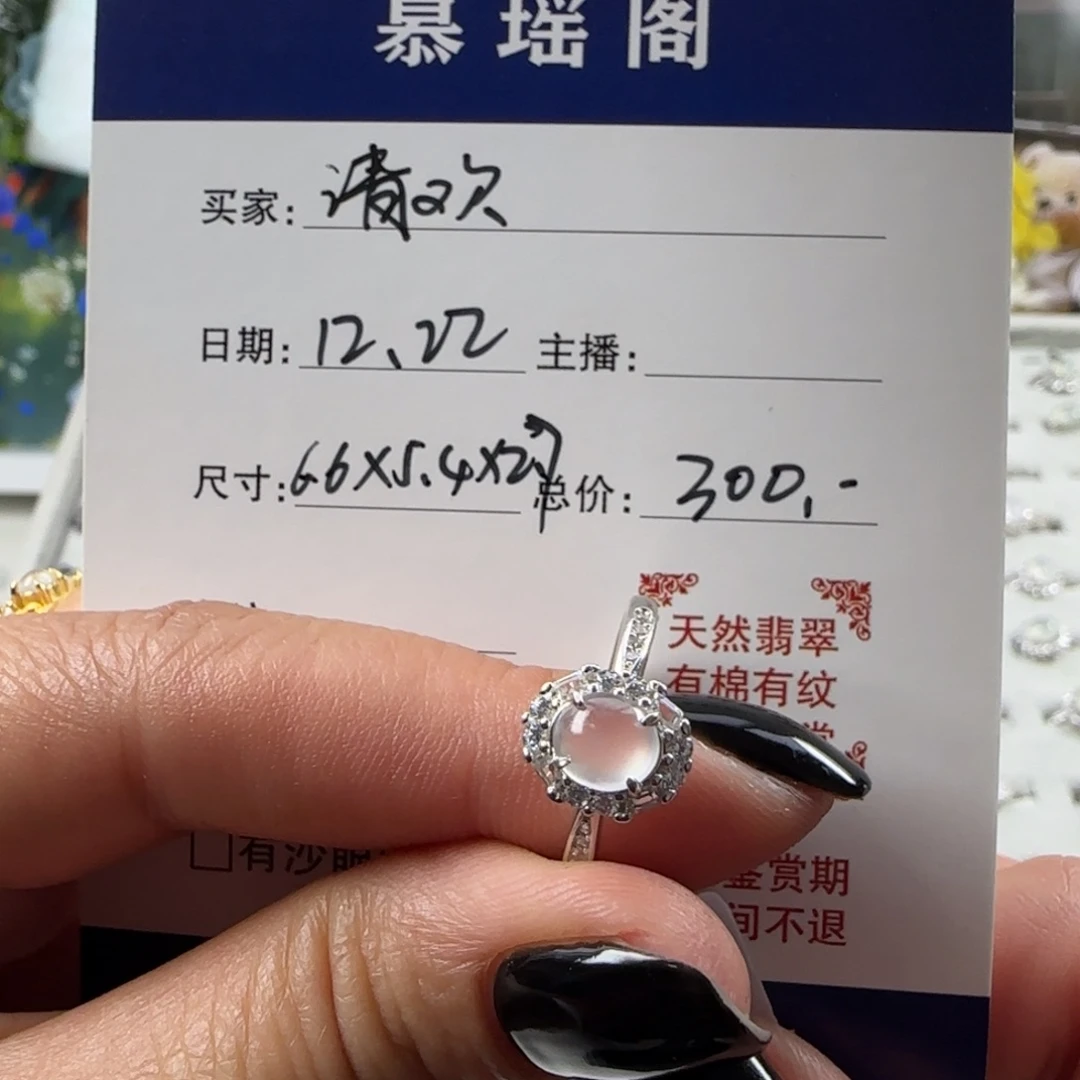 慕瑶阁
买家: 清欢
日期: 12、22 主播:
尺寸: 6.6X5.4X2.7 总价: 300.-
天然翡翠
有棉有纹
鉴赏期
间不退
□有沙眼